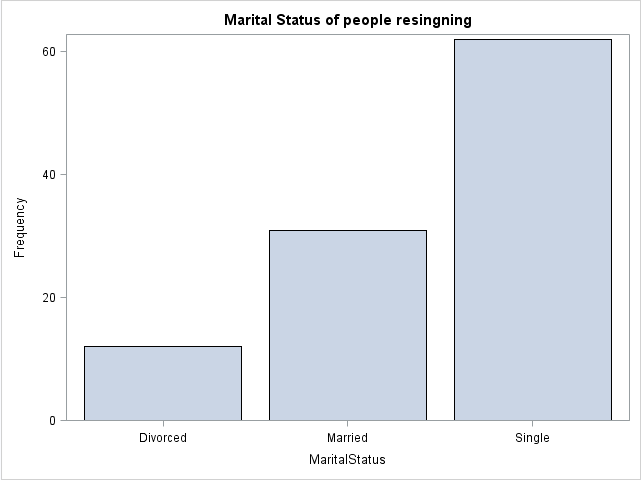 Marital Status of people resingning
60
40
20
0
Frequency
Divorced Married Single
MaritalStatus